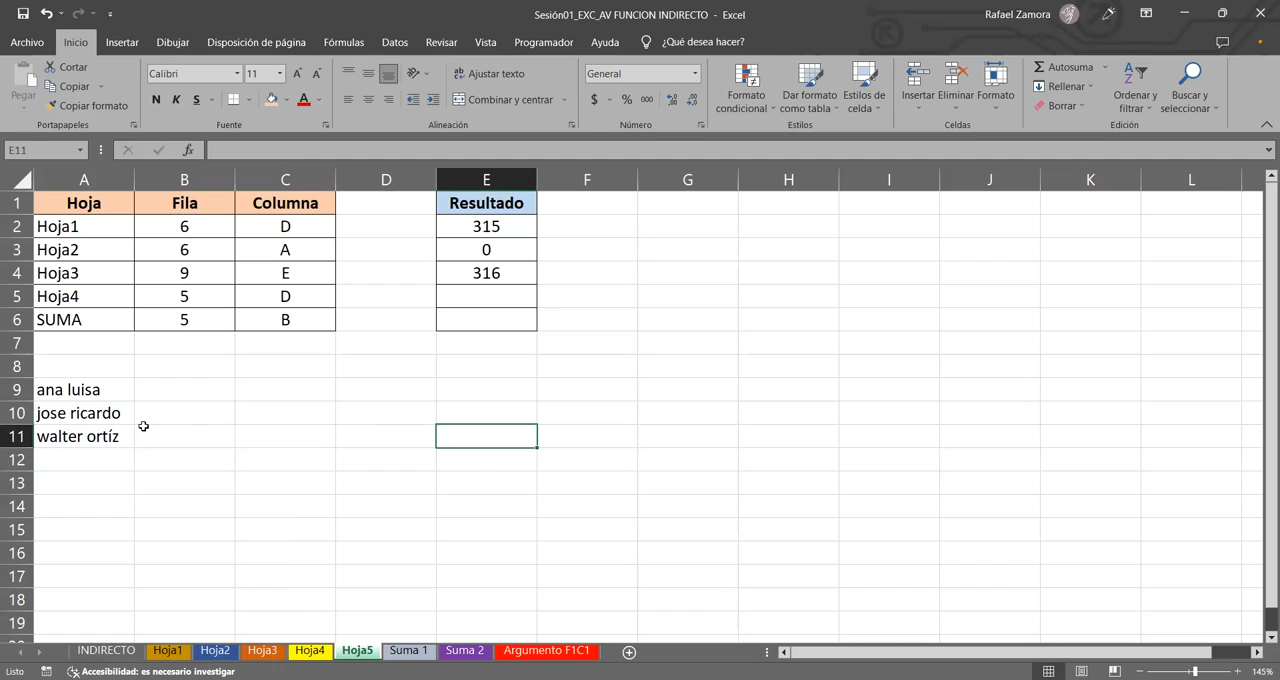 Sesión01_EXC_AV FUNCION INDIRECTO - Excel
Rafael Zamora
Archivo Inicio Insertar Dibujar Disposición de página Fórmulas Datos Revisar Vista Programador Ayuda ¿Qué desea hacer?
Pegar
Cortar
Copiar
Copiar formato
Portapapeles
Calibri 11
N K S
Fuente
Ajustar texto
Combinar y centrar
Alineación
General
$ % 000
Número
Formato condicional
Dar formato como tabla
Estilos de celda
Estilos
Insertar Eliminar Formato
Celdas
Autosuma
Rellenar
Borrar
Ordenar y filtrar
Buscar y seleccionar
Edición
E11 fx
A B C D E F G H I J K L
1 Hoja Fila Columna Resultado
2 Hoja1 6 D 315
3 Hoja2 6 A 0
4 Hoja3 9 E 316
5 Hoja4 5 D
6 SUMA 5 B
7
8
9 ana luisa
10 jose ricardo
11 walter ortíz
12
13
14
15
16
17
18
19
INDIRECTO Hoja1 Hoja2 Hoja3 Hoja4 Hoja5 Suma 1 Suma 2 Argumento F1C1
Listo Accesibilidad: es necesario investigar 145%